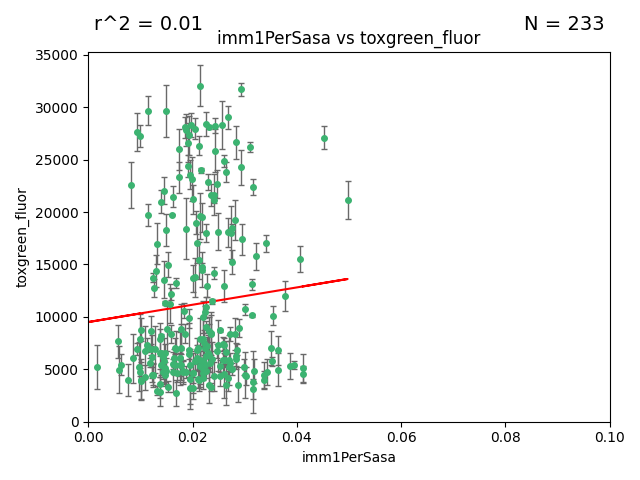 r^2 = 0.01 N = 233
imm1PerSasa vs toxgreen_fluor
35000
30000
25000
20000
15000
10000
5000
0
toxgreen_fluor
0.00 0.02 0.04 0.06 0.08 0.10
imm1PerSasa